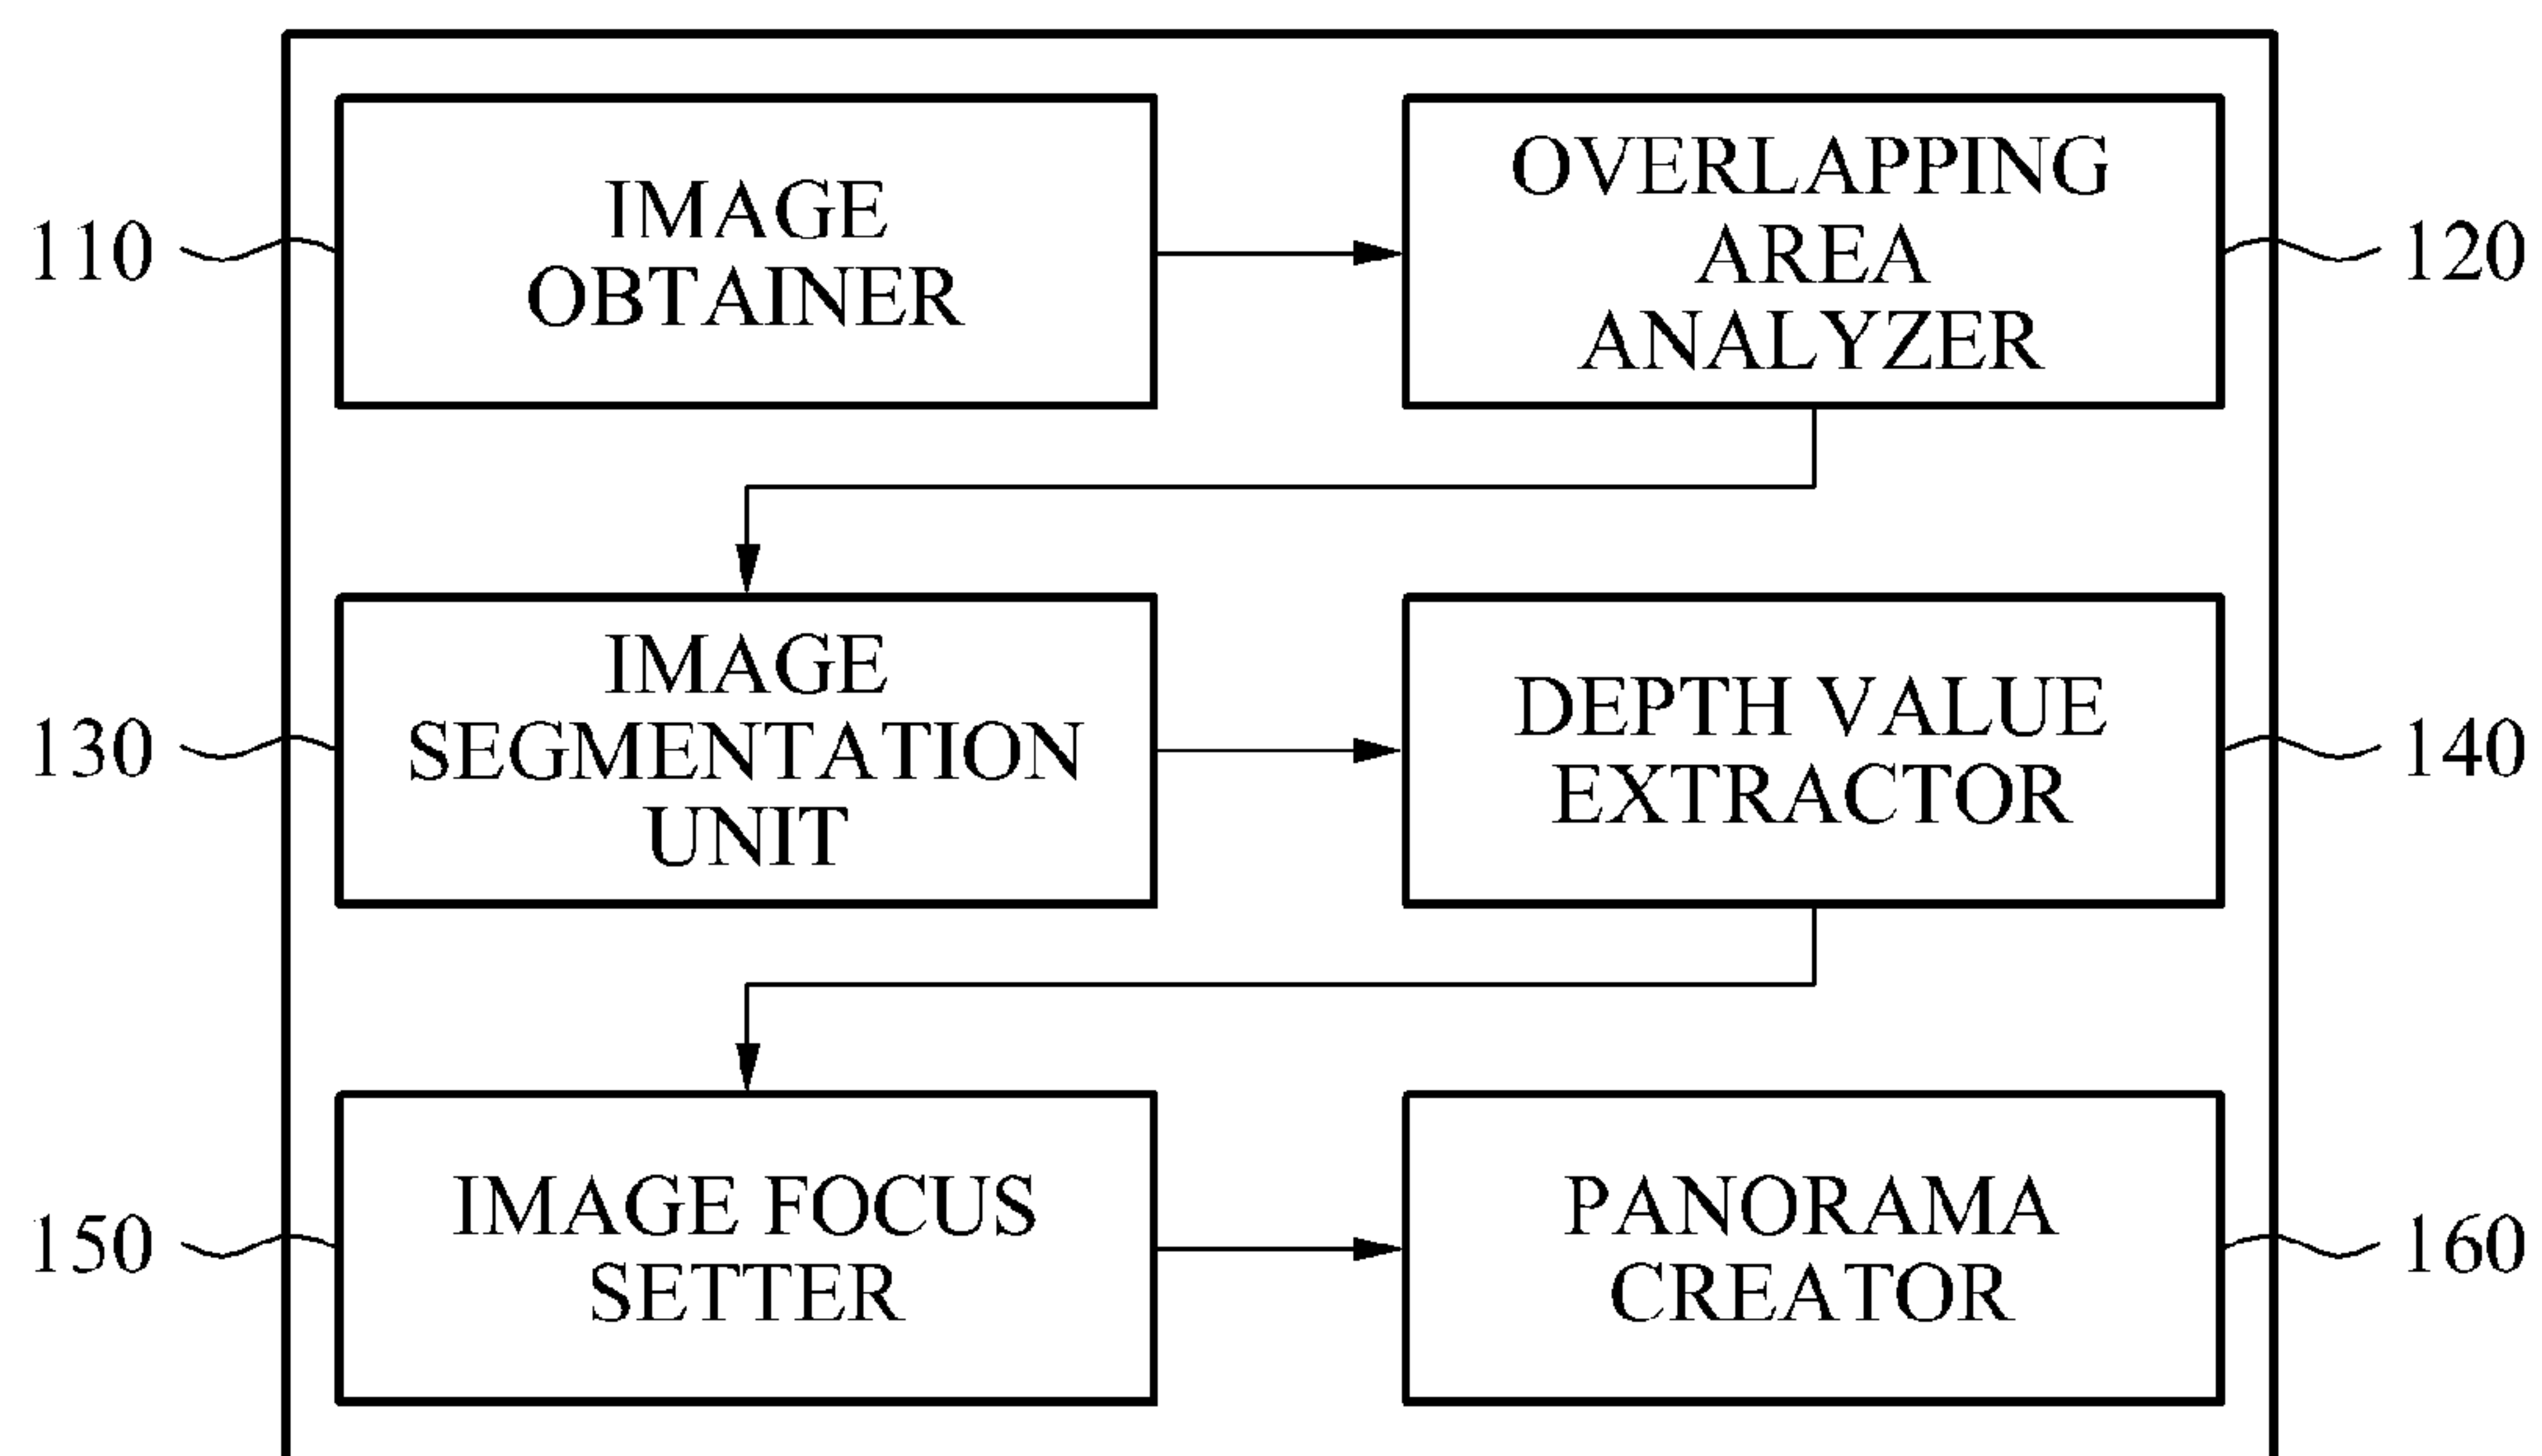 110
IMAGE
OBTAINER
OVERLAPPING
AREA
ANALYZER
120
130
IMAGE
SEGMENTATION
UNIT
DEPTH VALUE
EXTRACTOR
140
150
IMAGE FOCUS
SETTER
PANORAMA
CREATOR
160